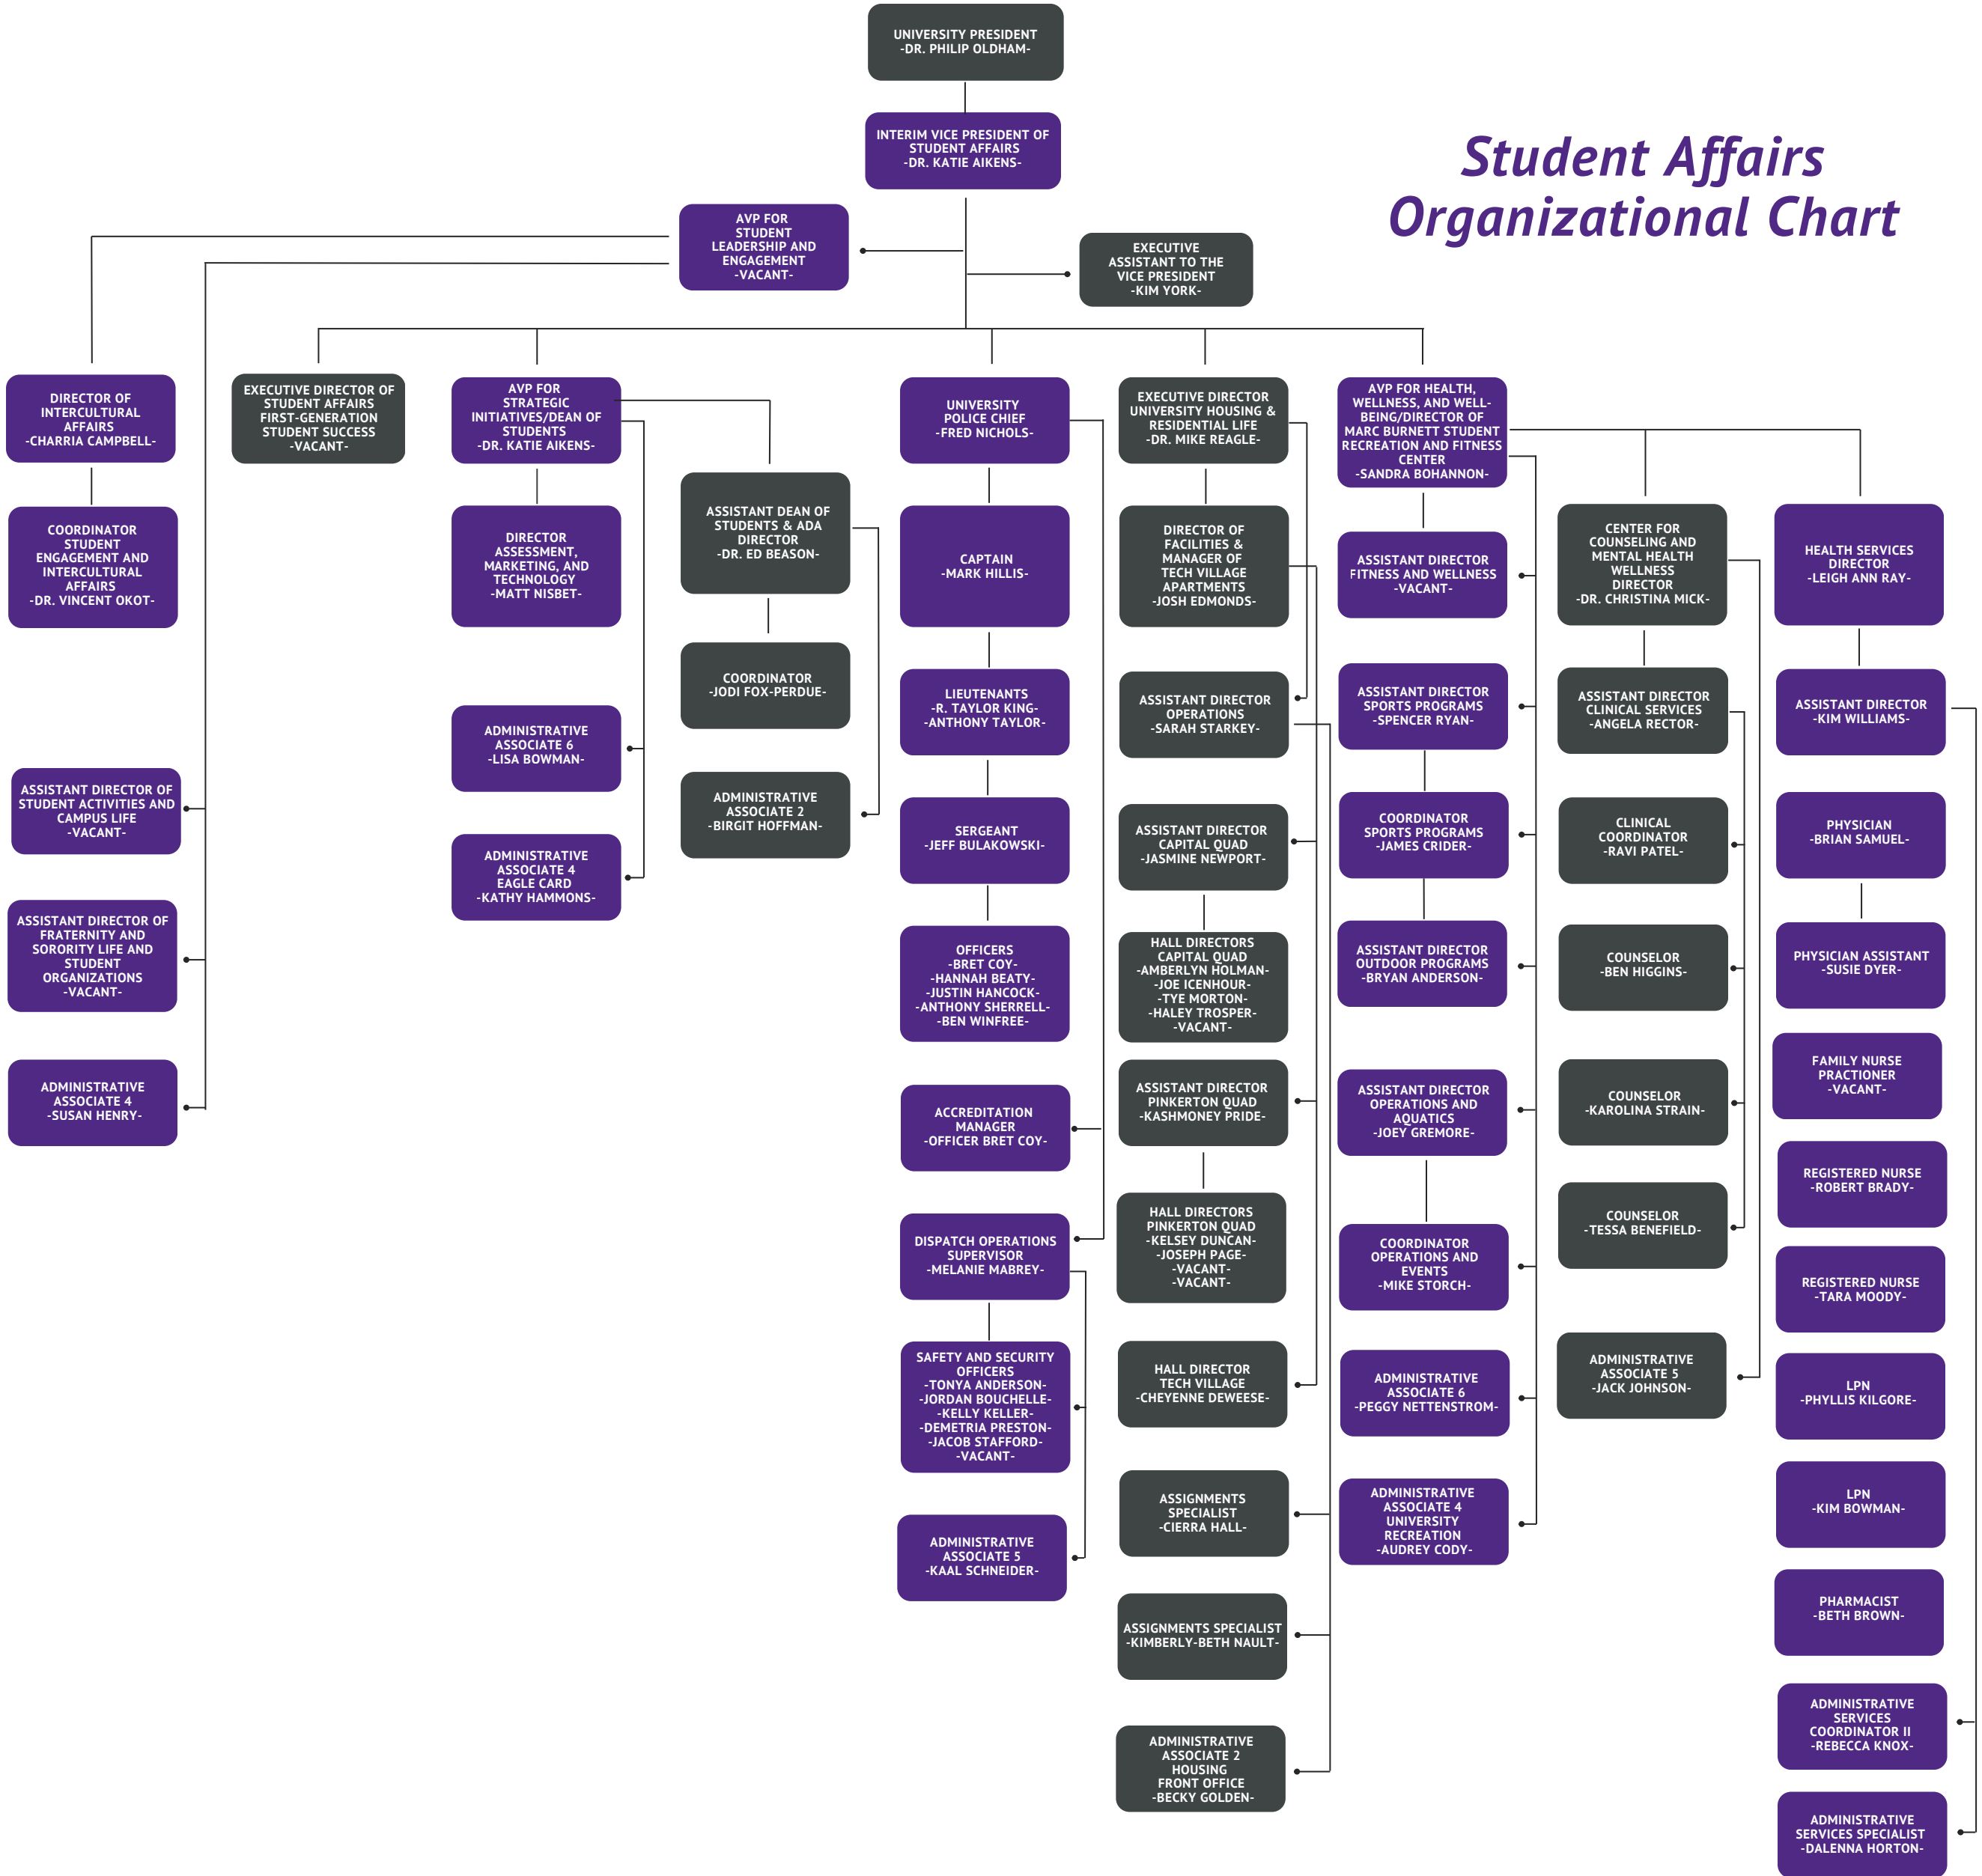 UNIVERSITY PRESIDENT
-DR. PHILIP OLDHAM-
INTERIM VICE PRESIDENT OF
STUDENT AFFAIRS
-DR. KATIE AIKENS-
Student Affairs
Organizational Chart
AVP FOR
STUDENT
LEADERSHIP AND
ENGAGEMENT
-VACANT-
EXECUTIVE
ASSISTANT TO THE
VICE PRESIDENT
-KIM YORK-
DIRECTOR OF
INTERCULTURAL
AFFAIRS
-CHARRIA CAMPBELL-
COORDINATOR
STUDENT
ENGAGEMENT AND
INTERCULTURAL
AFFAIRS
-DR. VINCENT OKOT-
ASSISTANT DIRECTOR OF
STUDENT ACTIVITIES AND
CAMPUS LIFE
-VACANT-
ASSISTANT DIRECTOR OF
FRATERNITY AND
SORORITY LIFE AND
STUDENT
ORGANIZATIONS
-VACANT-
ADMINISTRATIVE
ASSOCIATE 4
-SUSAN HENRY-
EXECUTIVE DIRECTOR OF
STUDENT AFFAIRS
FIRST-GENERATION
STUDENT SUCCESS
-VACANT-
AVP FOR
STRATEGIC
INITIATIVES/DEAN OF
STUDENTS
-DR. KATIE AIKENS-
DIRECTOR
ASSESSMENT,
MARKETING, AND
TECHNOLOGY
-MATT NISBET-
ADMINISTRATIVE
ASSOCIATE 6
-LISA BOWMAN-
ADMINISTRATIVE
ASSOCIATE 4
EAGLE CARD
-KATHY HAMMONS-
ASSISTANT DEAN OF
STUDENTS & ADA
DIRECTOR
-DR. ED BEASON-
COORDINATOR
-JODI FOX-PERDUE-
ADMINISTRATIVE
ASSOCIATE 2
-BIRGIT HOFFMAN-
UNIVERSITY
POLICE CHIEF
-FRED NICHOLS-
CAPTAIN
-MARK HILLIS-
LIEUTENANTS
-R. TAYLOR KING-
-ANTHONY TAYLOR-
SERGEANT
-JEFF BULAKOWSKI-
OFFICERS
-BRET COY-
-HANNAH BEATY-
-JUSTIN HANCOCK-
-ANTHONY SHERRELL-
-BEN WINFREE-
ACCREDITATION
MANAGER
-OFFICER BRET COY-
DISPATCH OPERATIONS
SUPERVISOR
-MELANIE MABREY-
SAFETY AND SECURITY
OFFICERS
-TONYA ANDERSON-
-JORDAN BOUCHELLE-
-KELLY KELLER-
-DEMETRIA PRESTON-
-JACOB STAFFORD-
-VACANT-
ADMINISTRATIVE
ASSOCIATE 5
-KAAL SCHNEIDER-
EXECUTIVE DIRECTOR
UNIVERSITY HOUSING &
RESIDENTIAL LIFE
-DR. MIKE REAGLE-
DIRECTOR OF
FACILITIES &
MANAGER OF
TECH VILLAGE
APARTMENTS
-JOSH EDMONDS-
ASSISTANT DIRECTOR
OPERATIONS
-SARAH STARKEY-
ASSISTANT DIRECTOR
CAPITAL QUAD
-JASMINE NEWPORT-
HALL DIRECTORS
CAPITAL QUAD
-AMBERLYN HOLMAN-
-JOE ICENHOUR-
-TYE MORTON-
-HALEY TROSPER-
-VACANT-
ASSISTANT DIRECTOR
PINKERTON QUAD
-KASHMONEY PRIDE-
HALL DIRECTORS
PINKERTON QUAD
-KELSEY DUNCAN-
-JOSEPH PAGE-
-VACANT-
-VACANT-
HALL DIRECTOR
TECH VILLAGE
-CHEYENNE DEWEESE-
ASSIGNMENTS
SPECIALIST
-CIERRA HALL-
ASSIGNMENTS SPECIALIST
-KIMBERLY-BETH NAULT-
ADMINISTRATIVE
ASSOCIATE 2
HOUSING
FRONT OFFICE
-BECKY GOLDEN-
AVP FOR HEALTH,
WELLNESS, AND WELL-
BEING/DIRECTOR OF
MARC BURNETT STUDENT
RECREATION AND FITNESS
CENTER
-SANDRA BOHANNON-
ASSISTANT DIRECTOR
FITNESS AND WELLNESS
-VACANT-
ASSISTANT DIRECTOR
SPORTS PROGRAMS
-SPENCER RYAN-
COORDINATOR
SPORTS PROGRAMS
-JAMES CRIDER-
ASSISTANT DIRECTOR
OUTDOOR PROGRAMS
-BRYAN ANDERSON-
ASSISTANT DIRECTOR
OPERATIONS AND
AQUATICS
-JOEY GREMORE-
COORDINATOR
OPERATIONS AND
EVENTS
-MIKE STORCH-
ADMINISTRATIVE
ASSOCIATE 6
-PEGGY NETTENSTROM-
ADMINISTRATIVE
ASSOCIATE 4
UNIVERSITY
RECREATION
-AUDREY CODY-
CENTER FOR
COUNSELING AND
MENTAL HEALTH
WELLNESS
DIRECTOR
-DR. CHRISTINA MICK-
ASSISTANT DIRECTOR
CLINICAL SERVICES
-ANGELA RECTOR-
CLINICAL
COORDINATOR
-RAVI PATEL-
COUNSELOR
-BEN HIGGINS-
COUNSELOR
-KAROLINA STRAIN-
COUNSELOR
-TESSA BENEFIELD-
ADMINISTRATIVE
ASSOCIATE 5
-JACK JOHNSON-
HEALTH SERVICES
DIRECTOR
-LEIGH ANN RAY-
ASSISTANT DIRECTOR
-KIM WILLIAMS-
PHYSICIAN
-BRIAN SAMUEL-
PHYSICIAN ASSISTANT
-SUSIE DYER-
FAMILY NURSE
PRACTIONER
-VACANT-
REGISTERED NURSE
-ROBERT BRADY-
REGISTERED NURSE
-TARA MOODY-
LPN
-PHYLLIS KILGORE-
LPN
-KIM BOWMAN-
PHARMACIST
-BETH BROWN-
ADMINISTRATIVE
SERVICES
COORDINATOR II
-REBECCA KNOX-
ADMINISTRATIVE
SERVICES SPECIALIST
-DALENNA HORTON-